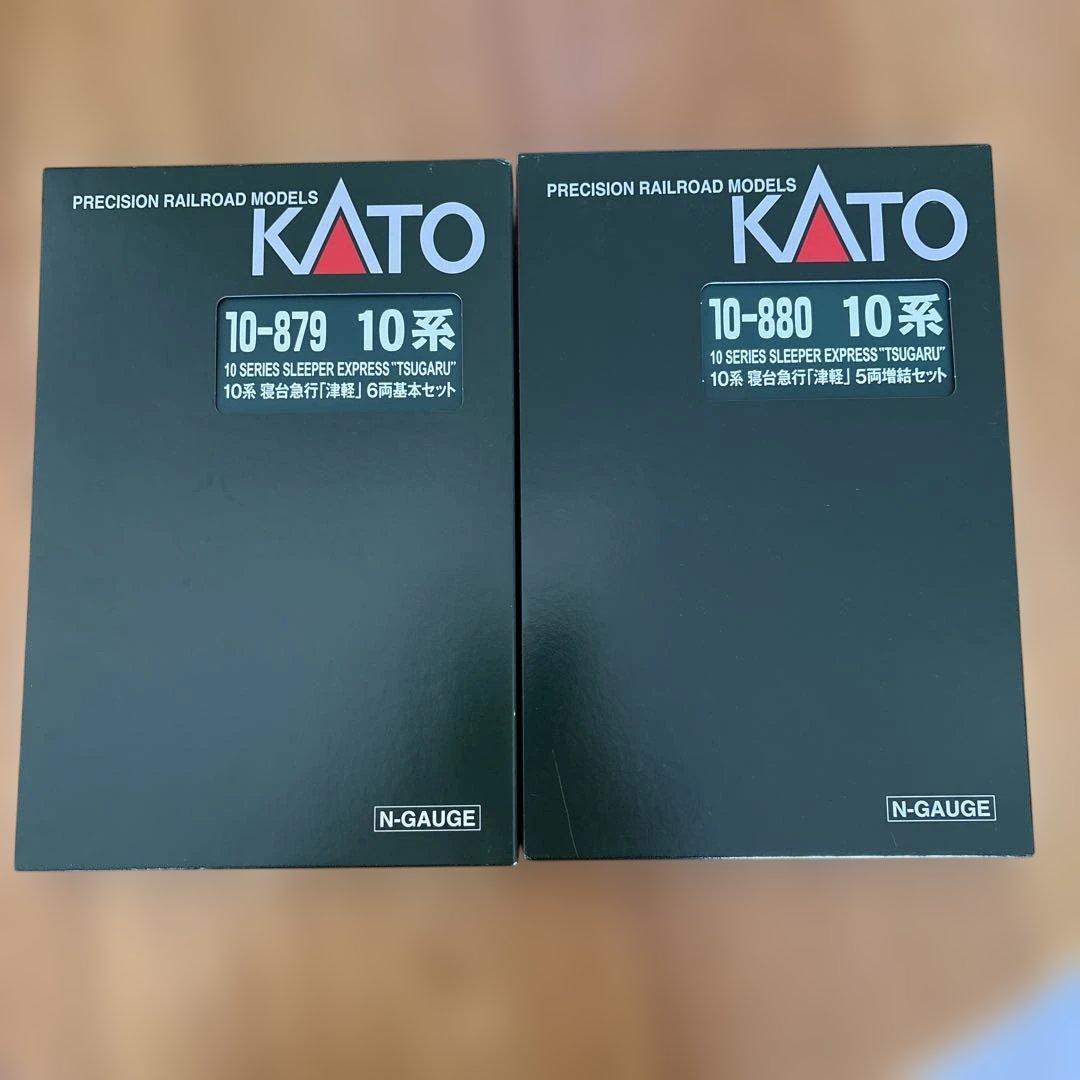 PRECISION RAILROAD MODELS
KATO
10-879 10系
10 SERIES SLEEPER EXPRESS "TSUGARU"
10系 寝台急行「津軽」 6両基本セット
N-GAUGE
PRECISION RAILROAD MODELS
KATO
10-880 10系
10 SERIES SLEEPER EXPRESS "TSUGARU"
10系 寝台急行「津軽」 5両増結セット
N-GAUGE